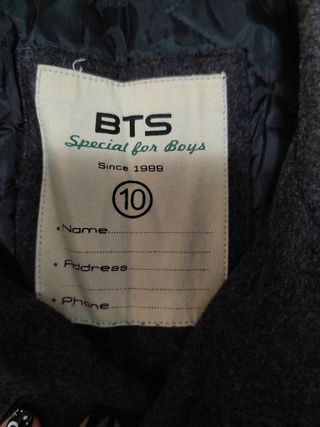 BTS
Special for Boys
Since 1999
10
• Name........................
................................
• Address....................
................................
• Phone.....................